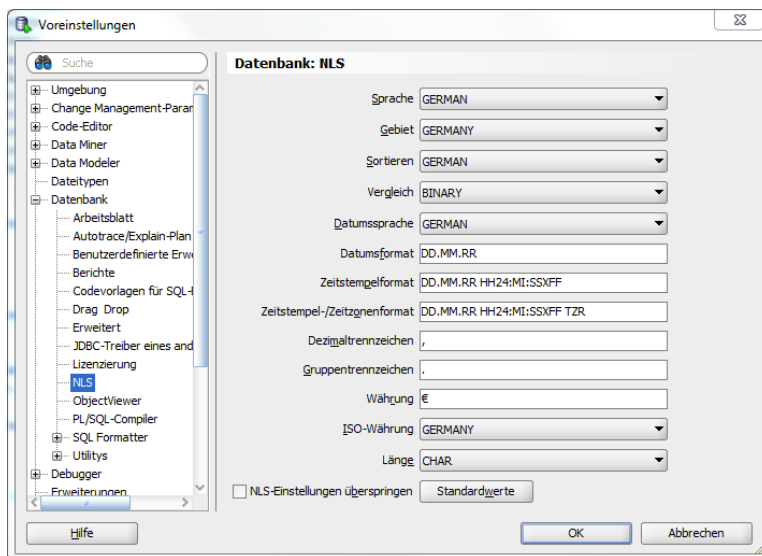 Voreinstellungen
Suche
Umgebung
Change Management-Parar
Code-Editor
Data Miner
Data Modeler
Dateitypen
Datenbank
Arbeitsblatt
Autotrace/Explain-Plan
Benutzerdefinierte Erwe
Berichte
Codevorlagen für SQL-I
Drag Drop
Erweitert
JDBC-Treiber eines and
Lizenzierung
NLS
ObjectViewer
PL/SQL-Compiler
SQL Formatter
Utilitys
Debugger
Erweiterungen
Datenbank: NLS
Sprache GERMAN
Gebiet GERMANY
Sortieren GERMAN
Vergleich BINARY
Datumssprache GERMAN
Datumsformat DD.MM.RR
Zeitstempelformat DD.MM.RR HH24:MI:SSXFF
Zeitstempel-/Zeitzonenformat DD.MM.RR HH24:MI:SSXFF TZR
Dezimaltrennzeichen ,
Gruppentrennzeichen .
Währung €
ISO-Währung GERMANY
Länge CHAR
NLS-Einstellungen überspringen Standardwerte
Hilfe OK Abbrechen